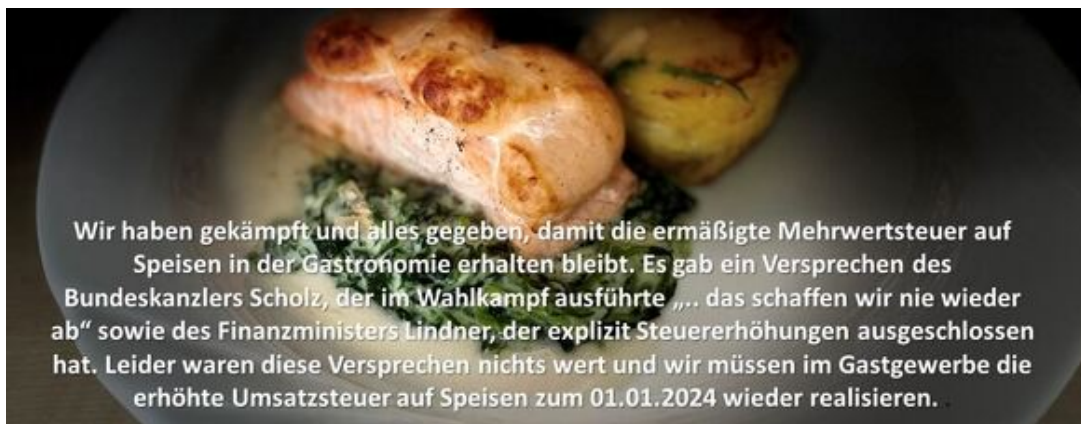 Wir haben gekämpft und alles gegeben, damit die ermäßigte Mehrwertsteuer auf
Speisen in der Gastronomie erhalten bleibt. Es gab ein Versprechen des
Bundeskanzlers Scholz, der im Wahlkampf ausführte „.. das schaffen wir nie wieder
ab“ sowie des Finanzministers Lindner, der explizit Steuererhöhungen ausgeschlossen
hat. Leider waren diese Versprechen nichts wert und wir müssen im Gastgewerbe die
erhöhte Umsatzsteuer auf Speisen zum 01.01.2024 wieder realisieren. .